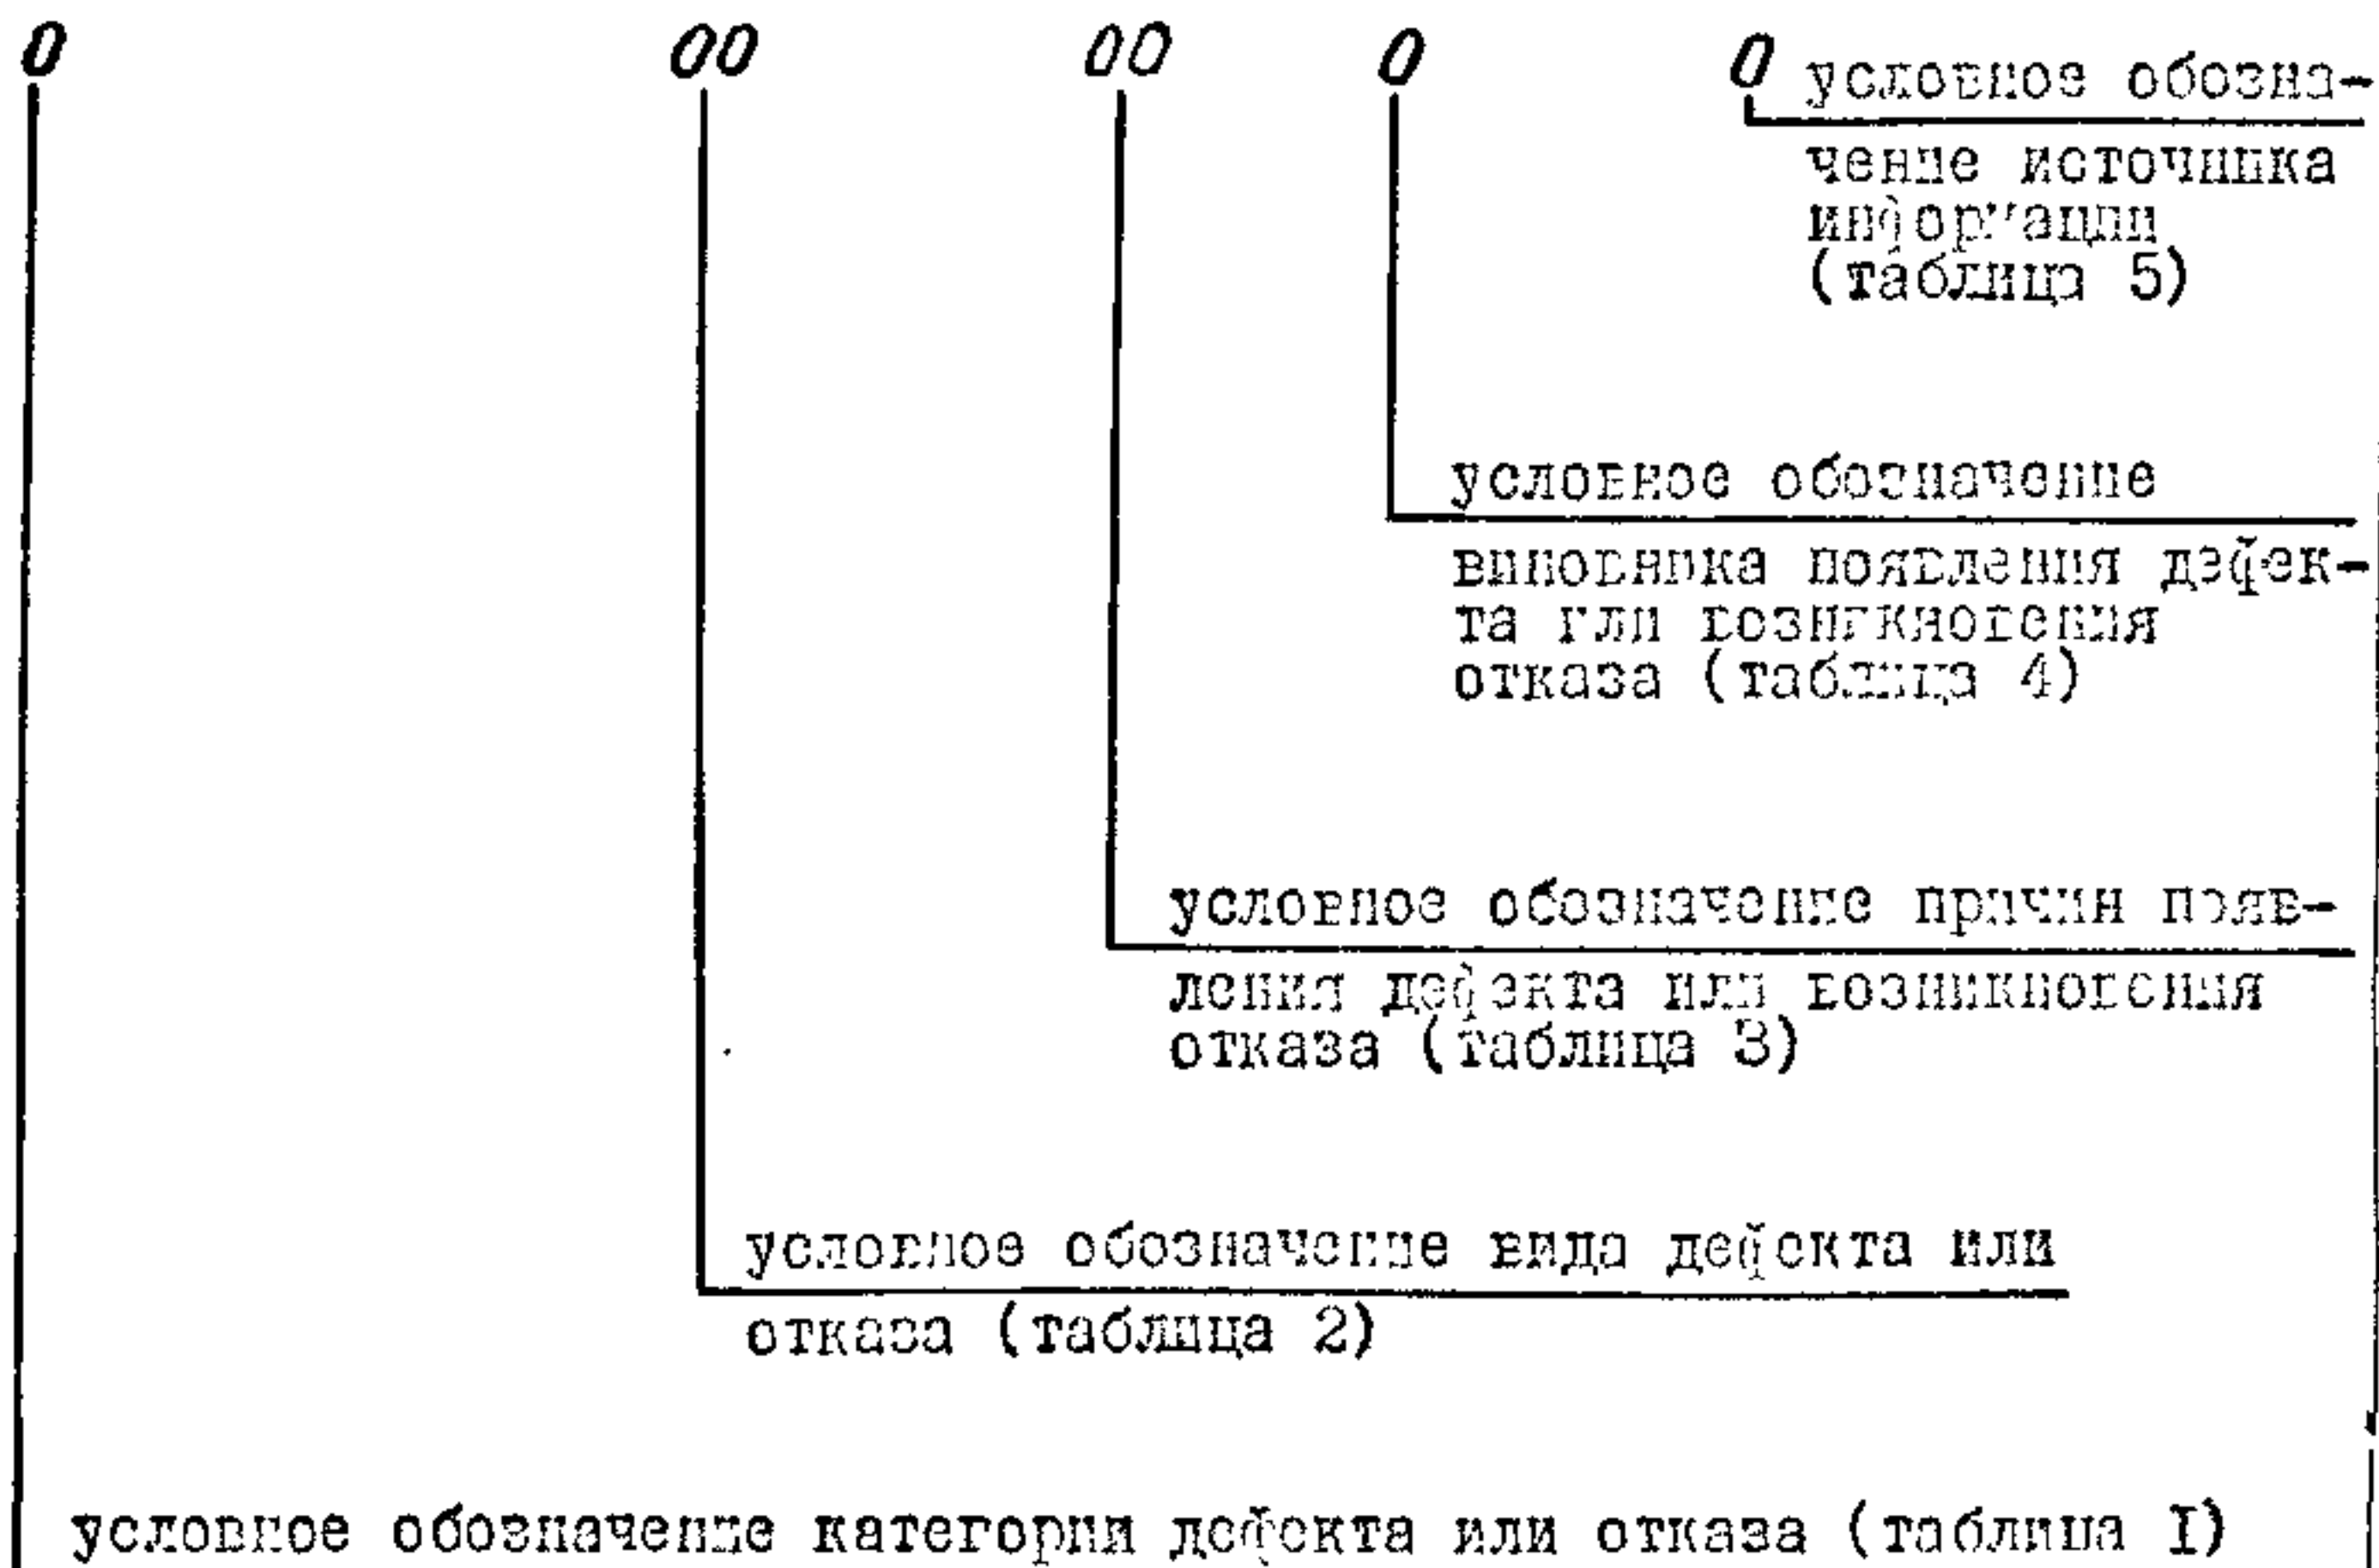 0 00 00 0 0
условное обозна-
чение источника
информации
(таблица 5)
условное обозначение
виновника появления дефек-
та или возникновения
отказа (таблица 4)
условное обозначение причин появ-
ления дефекта или возникновения
отказа (таблица 3)
условное обозначение вида дефекта или
отказа (таблица 2)
условное обозначение категории дефекта или отказа (таблица I)